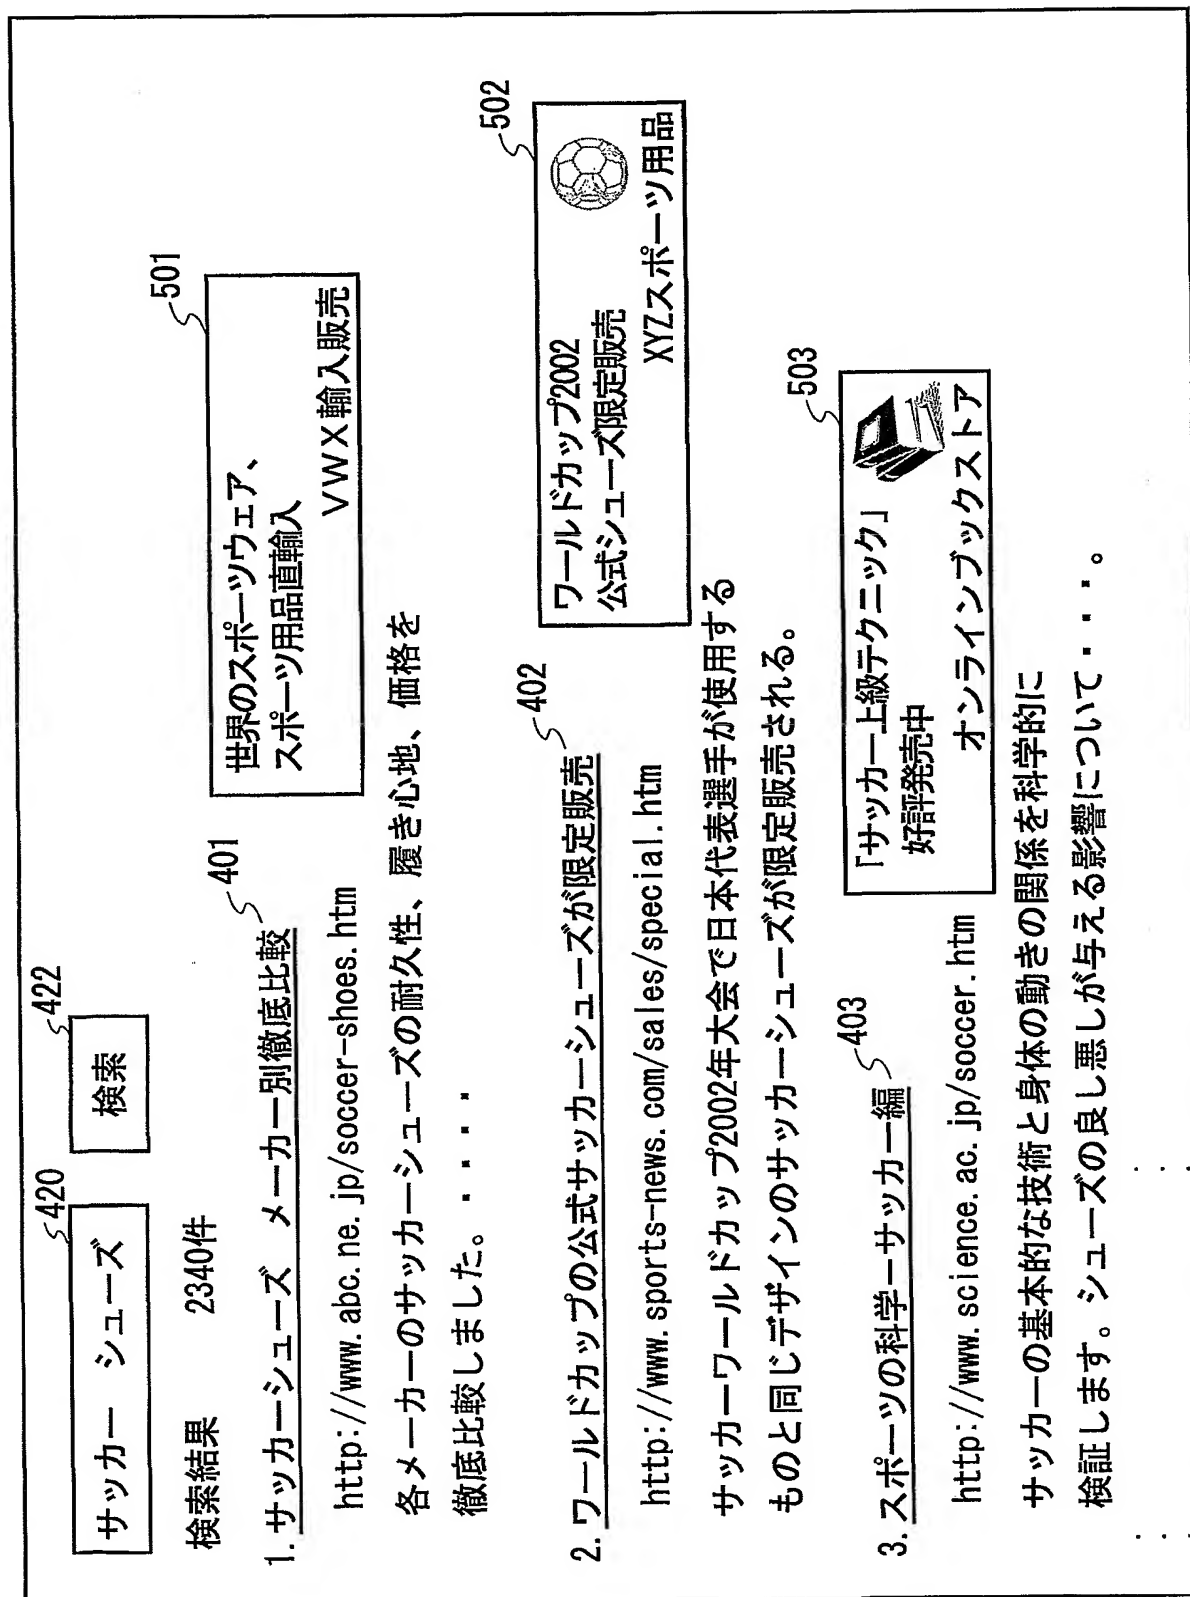 420
サッカー シューズ
422
検索
検索結果 2340件
1. サッカーシューズ メーカー別徹底比較
401
http://www.abc.ne.jp/soccer-shoes.htm
各メーカーのサッカーシューズの耐久性、履き心地、価格を
徹底比較しました。・・・・
501
世界のスポーツウェア、
スポーツ用品直輸入
VWX輸入販売
2. ワールドカップの公式サッカーシューズが限定販売
402
http://www.sports-news.com/sales/special.htm
サッカーワールドカップ2002年大会で日本代表選手が使用する
ものと同じデザインのサッカーシューズが限定販売される。
502
ワールドカップ2002
公式シューズ限定販売
XYZスポーツ用品
3. スポーツの科学ーサッカー編
403
http://www.science.ac.jp/soccer.htm
サッカーの基本的な技術と身体の動きの関係を科学的に
検証します。シューズの良し悪しが与える影響について・・・・。
503
「サッカー上級テクニック」
好評発売中
オンラインブックストア